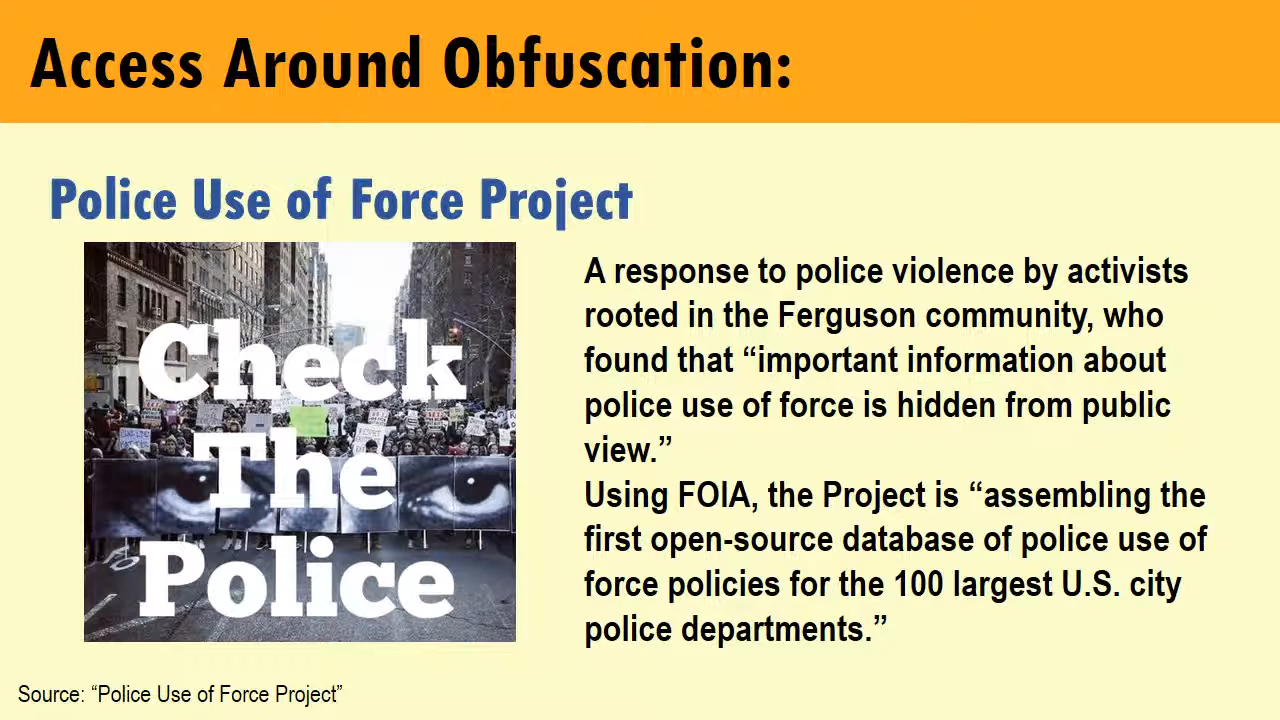 Access Around Obfuscation:
Police Use of Force Project
Check
The
Police
A response to police violence by activists
rooted in the Ferguson community, who
found that “important information about
police use of force is hidden from public
view.”
Using FOIA, the Project is “assembling the
first open-source database of police use of
force policies for the 100 largest U.S. city
police departments.”
Source: “Police Use of Force Project”